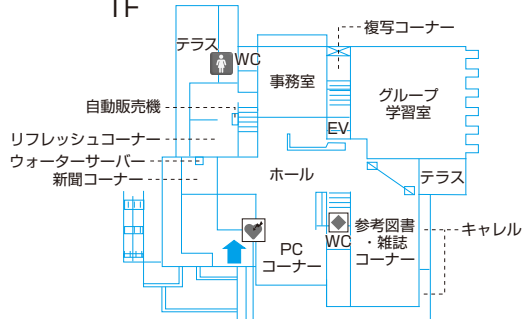 1F
複写コーナー
テラス
WC
事務室
グループ
学習室
自動販売機
EV
リフレッシュコーナー
ウォーターサーバー
新聞コーナー
ホール
テラス
WC
参考図書
・雑誌
コーナー
キャレル
PC
コーナー